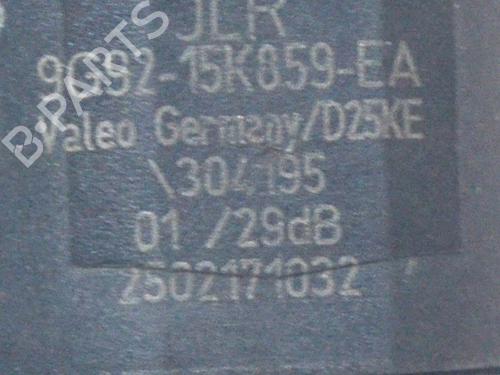 JLR
9G92-15K859-EA
Valeo Germany/D25KE
\304195
01 /29dB
2502171032
B-PARTS